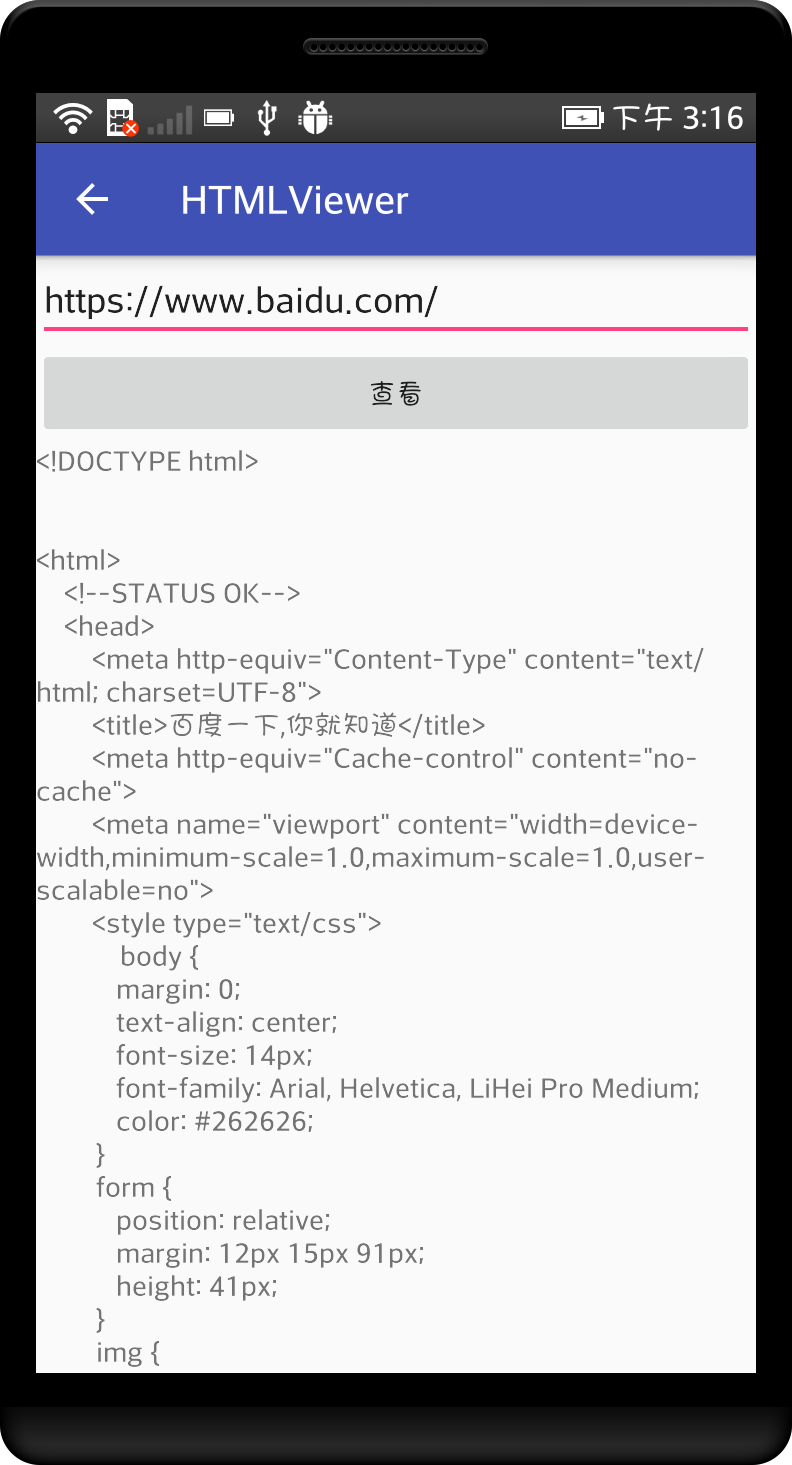 下午 3:16
HTMLViewer
https://www.baidu.com/
查看
<!DOCTYPE html>
<html>
<!--STATUS OK-->
<head>
<meta http-equiv="Content-Type" content="text/
html; charset=UTF-8">
<title>百度一下,你就知道</title>
<meta http-equiv="Cache-control" content="no-
cache">
<meta name="viewport" content="width=device-
width,minimum-scale=1.0,maximum-scale=1.0,user-
scalable=no">
<style type="text/css">
body {
margin: 0;
text-align: center;
font-size: 14px;
font-family: Arial, Helvetica, LiHei Pro Medium;
color: #262626;
}
form {
position: relative;
margin: 12px 15px 91px;
height: 41px;
}
img {